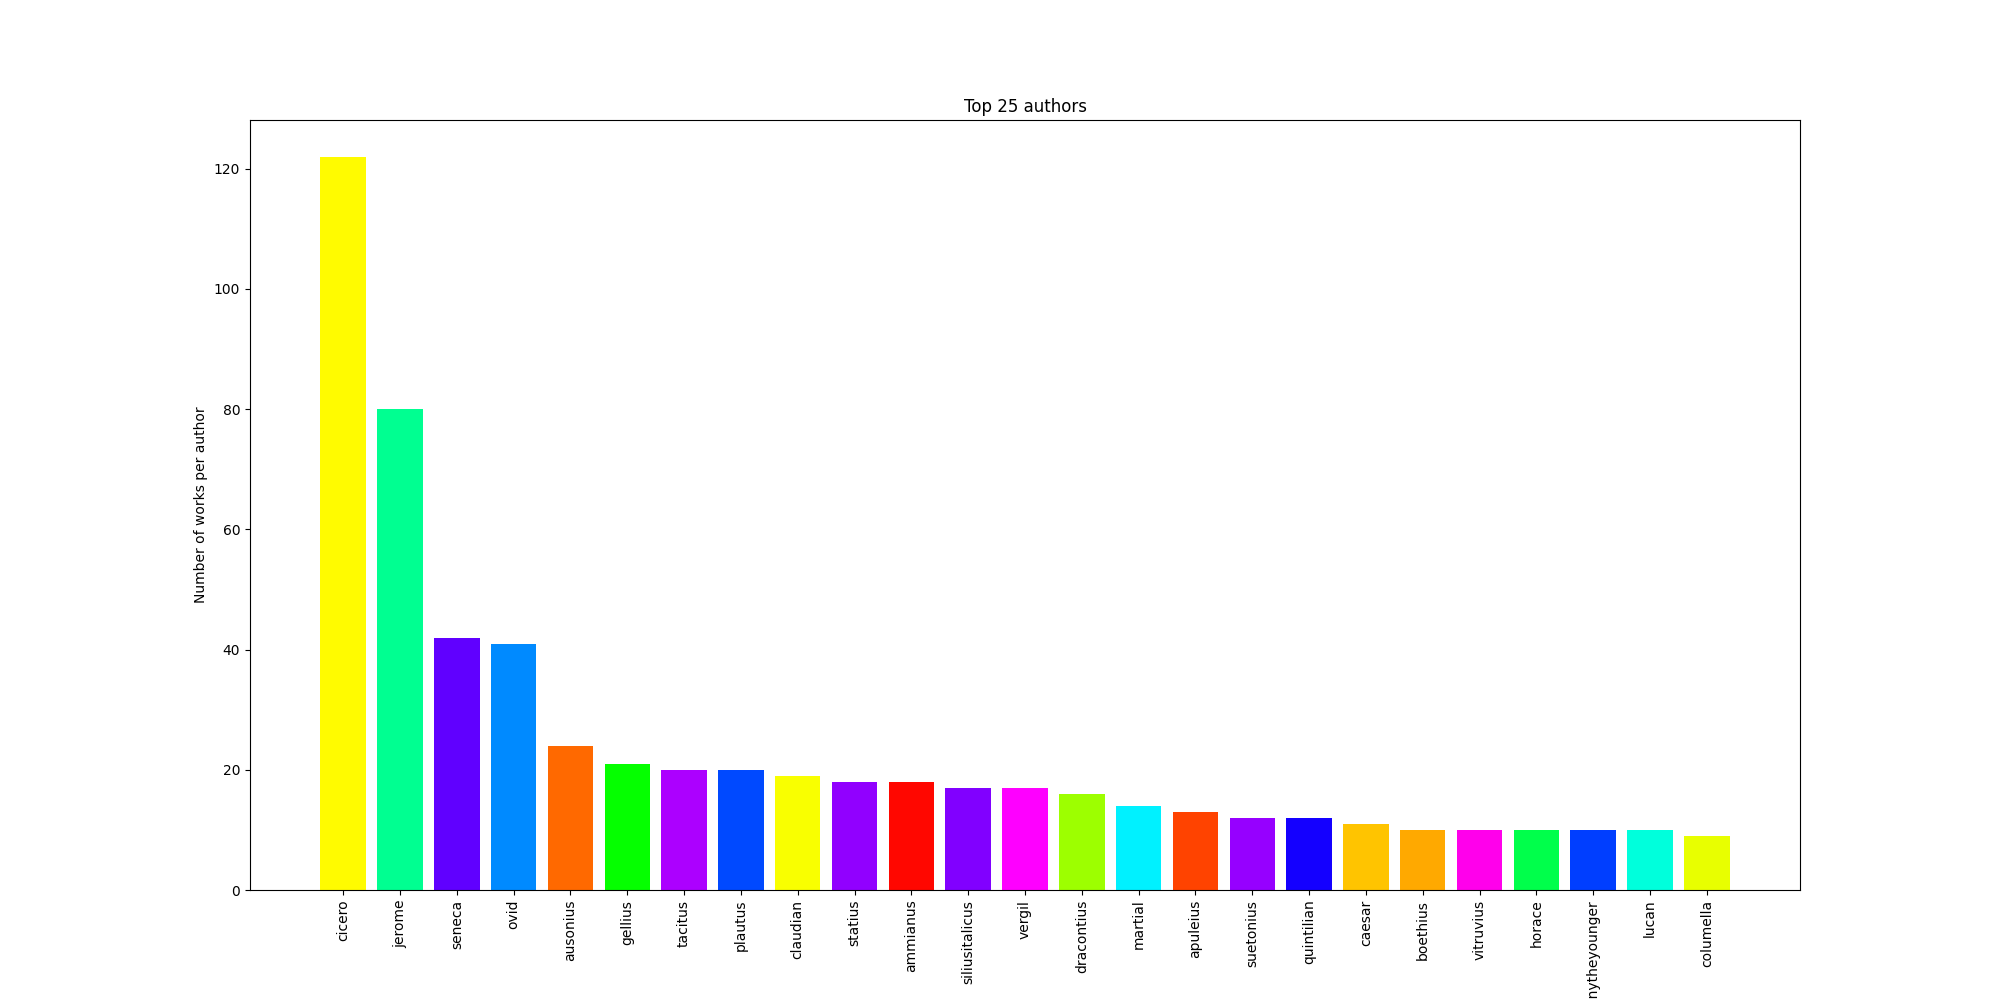 Top 25 authors
Number of works per author
120
100
80
60
40
20
0
cicero
jerome
seneca
ovid
ausonius
gellius
tacitus
plautus
claudian
statius
ammianus
siliusitalicus
vergil
dracontius
martial
apuleius
suetonius
quintilian
caesar
boethius
vitruvius
horace
nytheyounger
lucan
columella